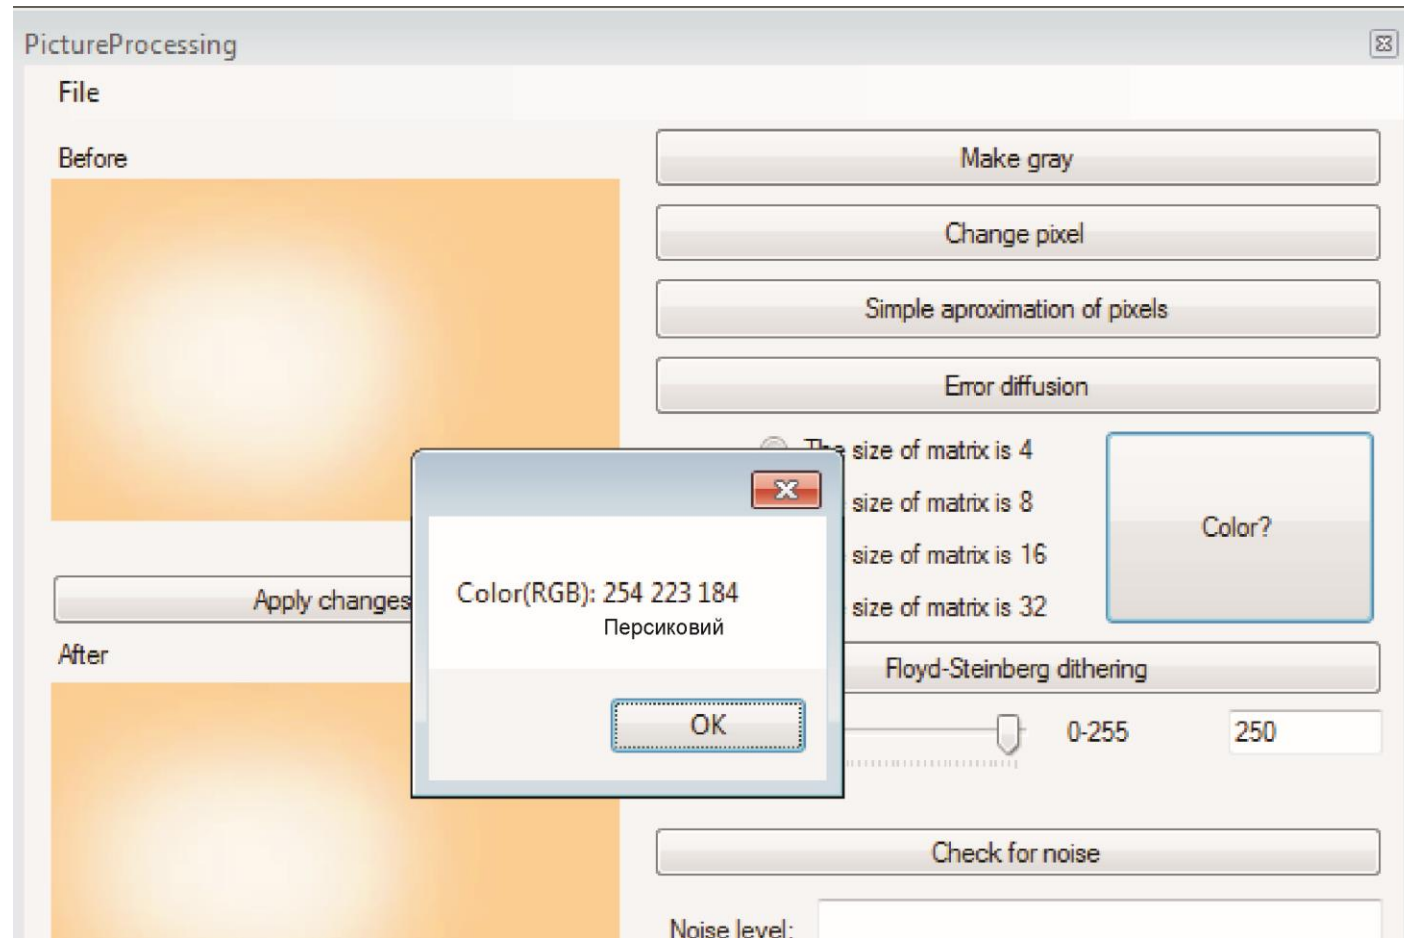 PictureProcessing
File
Before
Make gray
Change pixel
Simple aproximation of pixels
Error diffusion
The size of matrix is 4
size of matrix is 8
size of matrix is 16
size of matrix is 32
Color?
Color(RGB): 254 223 184
Персиковий
OK
Apply changes
After
Floyd-Steinberg dithering
0-255
250
Check for noise
Noise level: